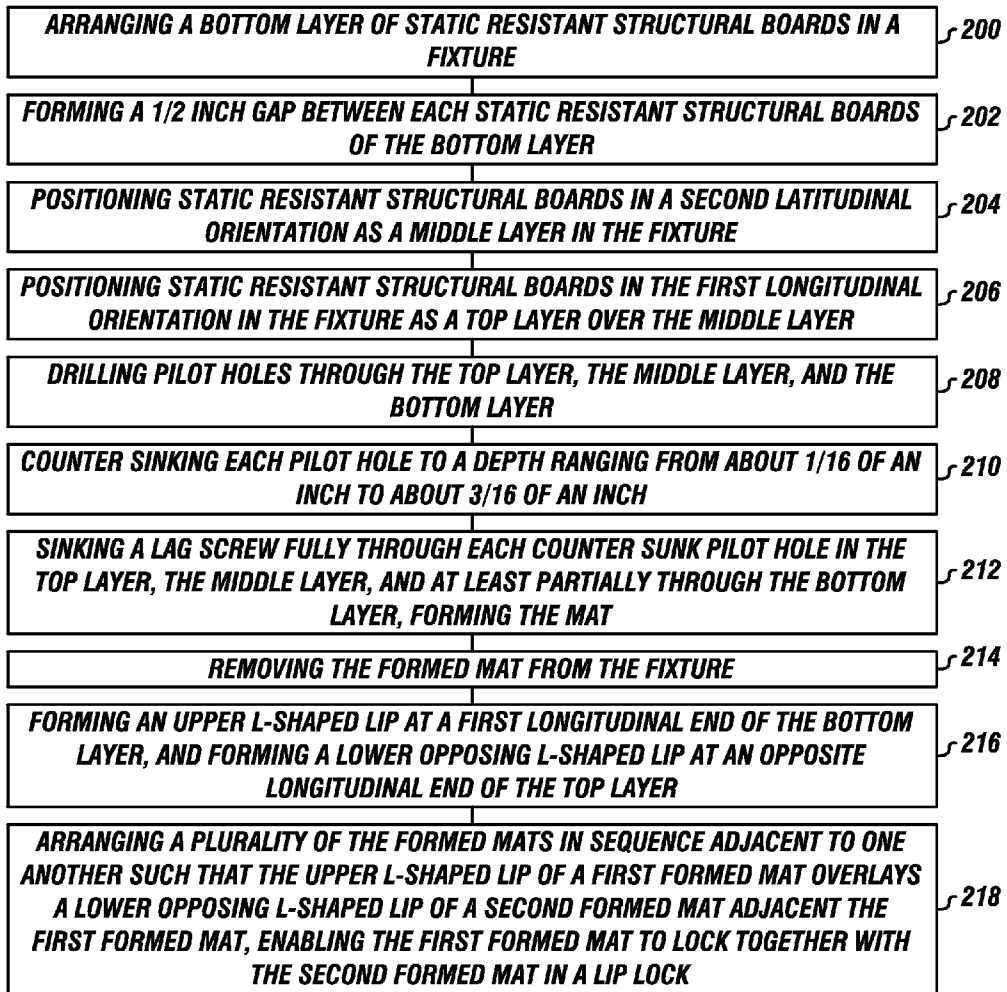 ARRANGING A BOTTOM LAYER OF STATIC RESISTANT STRUCTURAL BOARDS IN A
FIXTURE
200
FORMING A 1/2 INCH GAP BETWEEN EACH STATIC RESISTANT STRUCTURAL BOARDS
OF THE BOTTOM LAYER
202
POSITIONING STATIC RESISTANT STRUCTURAL BOARDS IN A SECOND LATITUDINAL
ORIENTATION AS A MIDDLE LAYER IN THE FIXTURE
204
POSITIONING STATIC RESISTANT STRUCTURAL BOARDS IN THE FIRST LONGITUDINAL
ORIENTATION IN THE FIXTURE AS A TOP LAYER OVER THE MIDDLE LAYER
206
DRILLING PILOT HOLES THROUGH THE TOP LAYER, THE MIDDLE LAYER, AND THE
BOTTOM LAYER
208
COUNTER SINKING EACH PILOT HOLE TO A DEPTH RANGING FROM ABOUT 1/16 OF AN
INCH TO ABOUT 3/16 OF AN INCH
210
SINKING A LAG SCREW FULLY THROUGH EACH COUNTER SUNK PILOT HOLE IN THE
TOP LAYER, THE MIDDLE LAYER, AND AT LEAST PARTIALLY THROUGH THE BOTTOM
LAYER, FORMING THE MAT
212
REMOVING THE FORMED MAT FROM THE FIXTURE
214
FORMING AN UPPER L-SHAPED LIP AT A FIRST LONGITUDINAL END OF THE BOTTOM
LAYER, AND FORMING A LOWER OPPOSING L-SHAPED LIP AT AN OPPOSITE
LONGITUDINAL END OF THE TOP LAYER
216
ARRANGING A PLURALITY OF THE FORMED MATS IN SEQUENCE ADJACENT TO ONE
ANOTHER SUCH THAT THE UPPER L-SHAPED LIP OF A FIRST FORMED MAT OVERLAYS
A LOWER OPPOSING L-SHAPED LIP OF A SECOND FORMED MAT ADJACENT THE
FIRST FORMED MAT, ENABLING THE FIRST FORMED MAT TO LOCK TOGETHER WITH
THE SECOND FORMED MAT IN A LIP LOCK
218